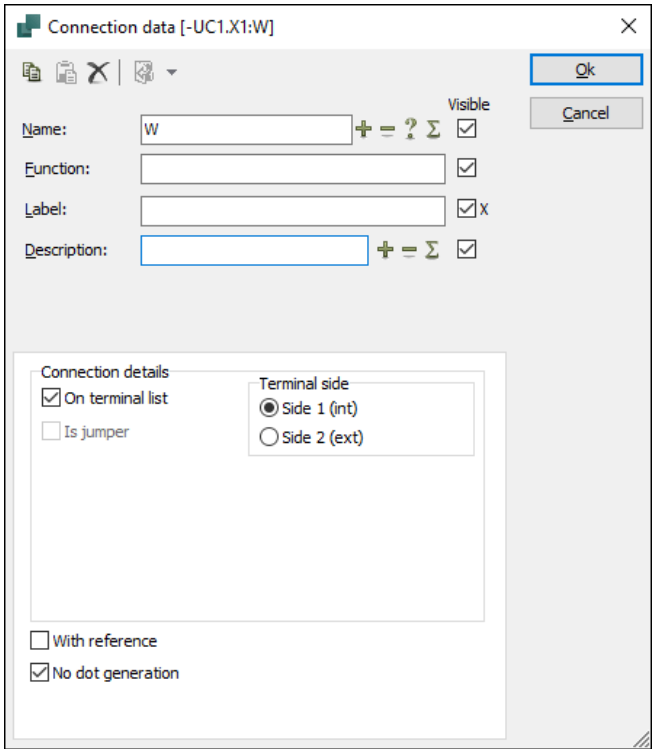 Connection data [-UC1.X1:W]
Ok
Visible
Cancel
Name: W
Function:
Label: X
Description:
Connection details
Terminal side
On terminal list
Side 1 (int)
Is jumper
Side 2 (ext)
With reference
No dot generation